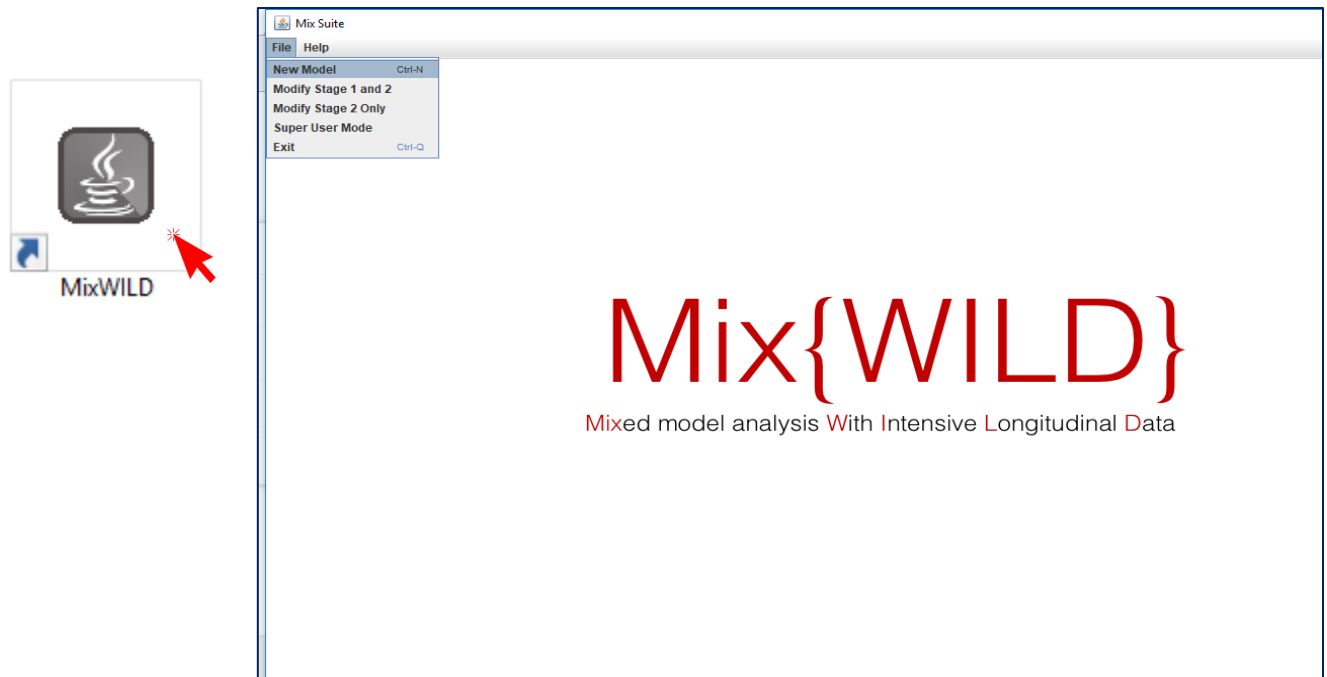 MixWILD
Mix Suite
File Help
New Model Ctrl-N
Modify Stage 1 and 2
Modify Stage 2 Only
Super User Mode
Exit Ctrl-Q
Mix{WILD}
Mixed model analysis With Intensive Longitudinal Data